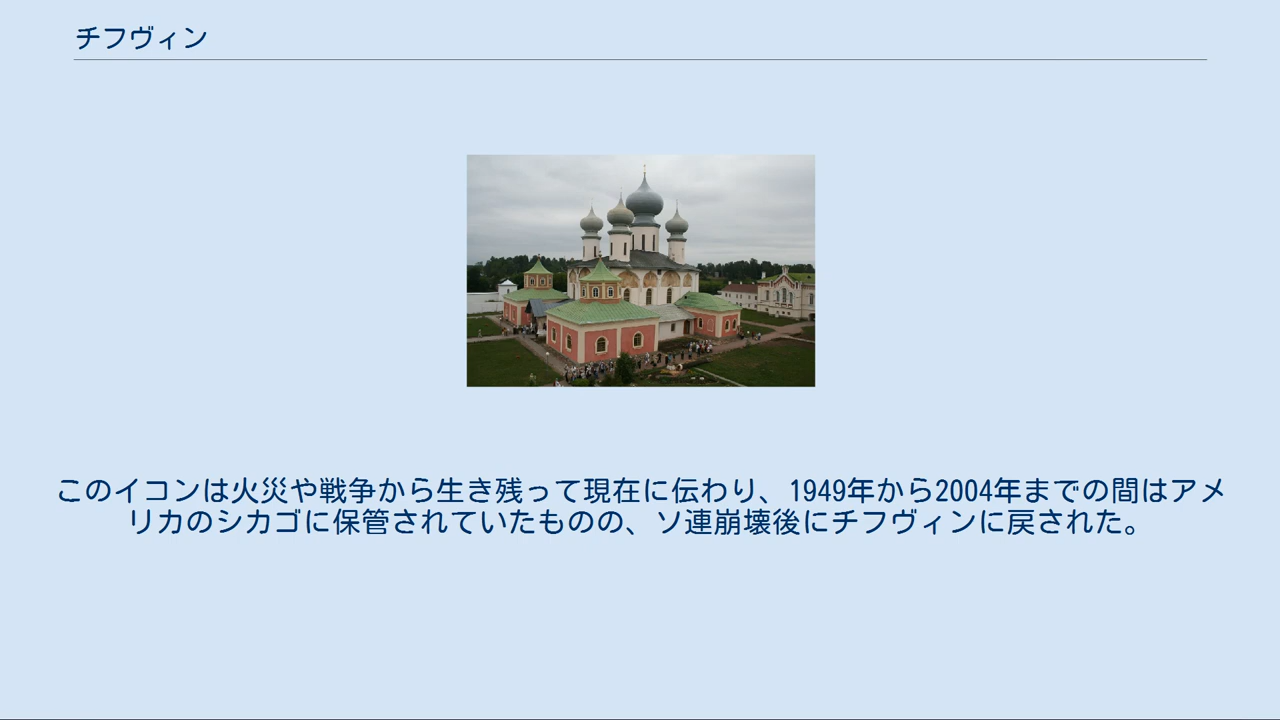 チフヴィン
このイコンは火災や戦争から生き残って現在に伝わり、1949年から2004年までの間はアメ
リカのシカゴに保管されていたものの、ソ連崩壊後にチフヴィンに戻された。